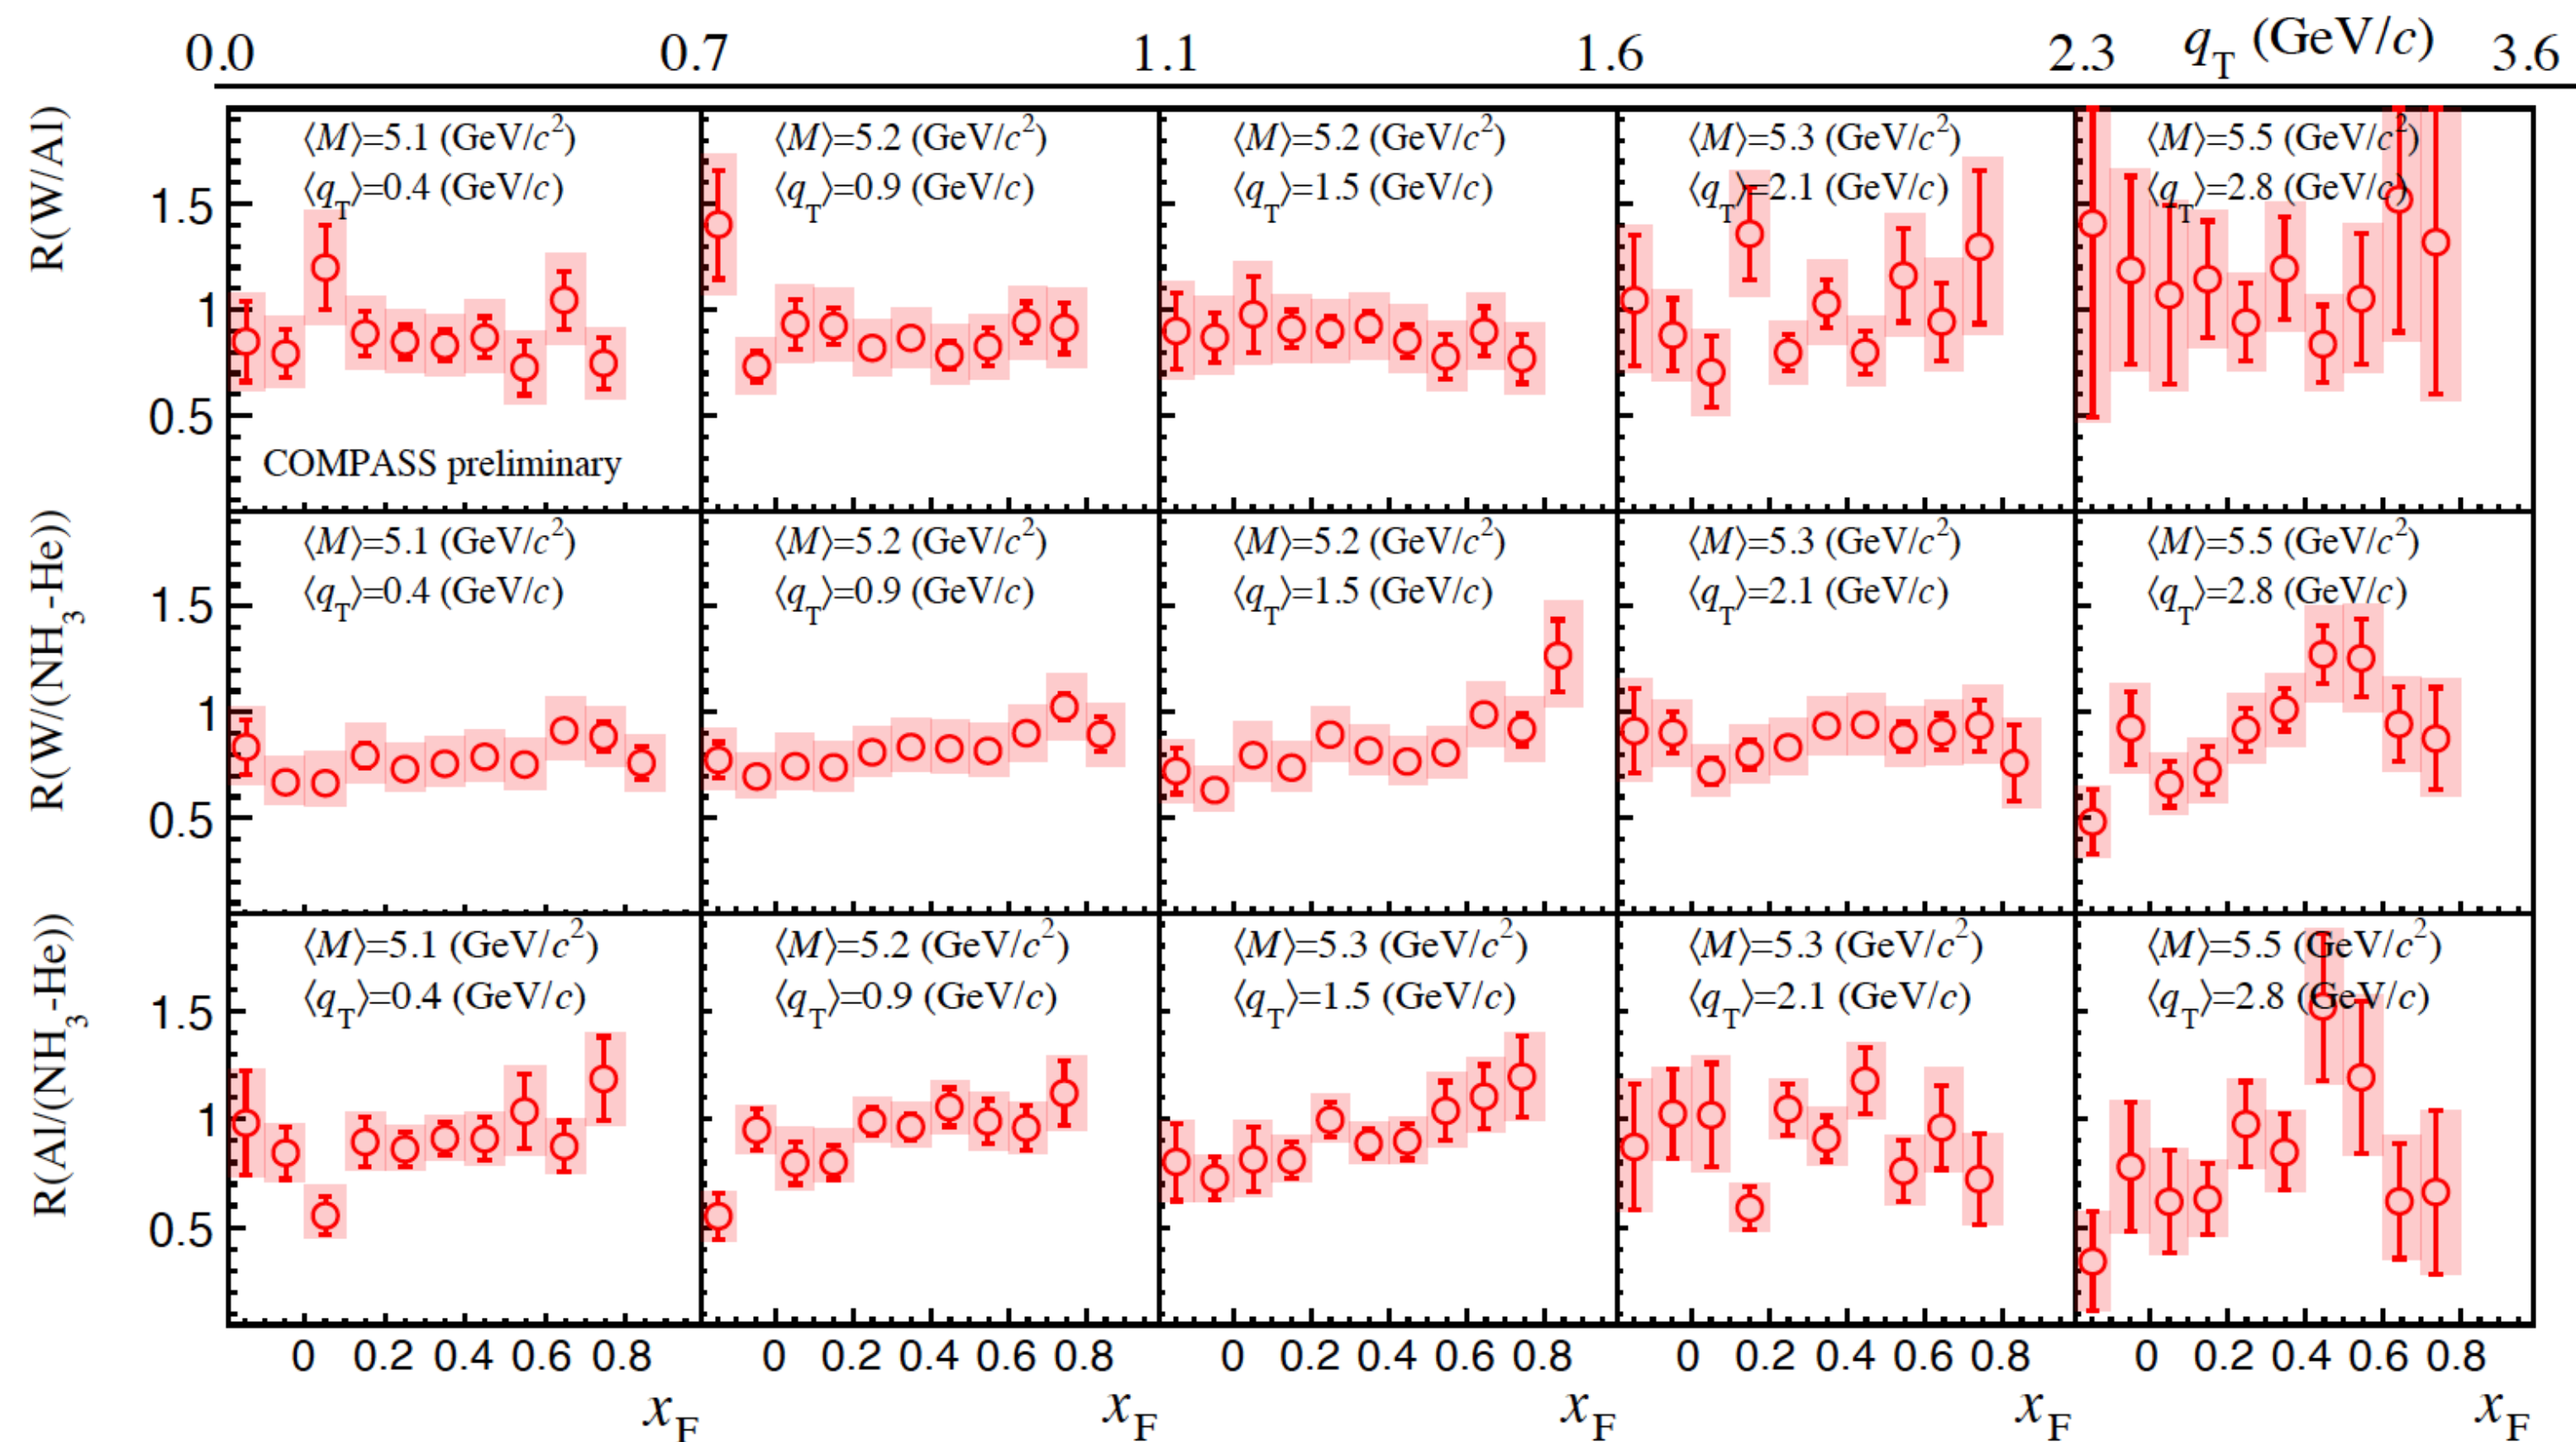 0.0 0.7 1.1 1.6 2.3 q_T (GeV/c) 3.6
R(W/Al)
⟨M⟩=5.1 (GeV/c²) ⟨M⟩=5.2 (GeV/c²) ⟨M⟩=5.2 (GeV/c²) ⟨M⟩=5.3 (GeV/c²) ⟨M⟩=5.5 (GeV/c²)
⟨q_T⟩=0.4 (GeV/c) ⟨q_T⟩=0.9 (GeV/c) ⟨q_T⟩=1.5 (GeV/c) ⟨q_T⟩=2.1 (GeV/c) ⟨q_T⟩=2.8 (GeV/c)
1.5
1
0.5
COMPASS preliminary
R(W/(NH₃-He))
⟨M⟩=5.1 (GeV/c²) ⟨M⟩=5.2 (GeV/c²) ⟨M⟩=5.2 (GeV/c²) ⟨M⟩=5.3 (GeV/c²) ⟨M⟩=5.5 (GeV/c²)
⟨q_T⟩=0.4 (GeV/c) ⟨q_T⟩=0.9 (GeV/c) ⟨q_T⟩=1.5 (GeV/c) ⟨q_T⟩=2.1 (GeV/c) ⟨q_T⟩=2.8 (GeV/c)
1.5
1
0.5
R(Al/(NH₃-He))
⟨M⟩=5.1 (GeV/c²) ⟨M⟩=5.2 (GeV/c²) ⟨M⟩=5.3 (GeV/c²) ⟨M⟩=5.3 (GeV/c²) ⟨M⟩=5.5 (GeV/c²)
⟨q_T⟩=0.4 (GeV/c) ⟨q_T⟩=0.9 (GeV/c) ⟨q_T⟩=1.5 (GeV/c) ⟨q_T⟩=2.1 (GeV/c) ⟨q_T⟩=2.8 (GeV/c)
1.5
1
0.5
0 0.2 0.4 0.6 0.8 0 0.2 0.4 0.6 0.8 0 0.2 0.4 0.6 0.8 0 0.2 0.4 0.6 0.8 0 0.2 0.4 0.6 0.8
x_F x_F x_F x_F x_F